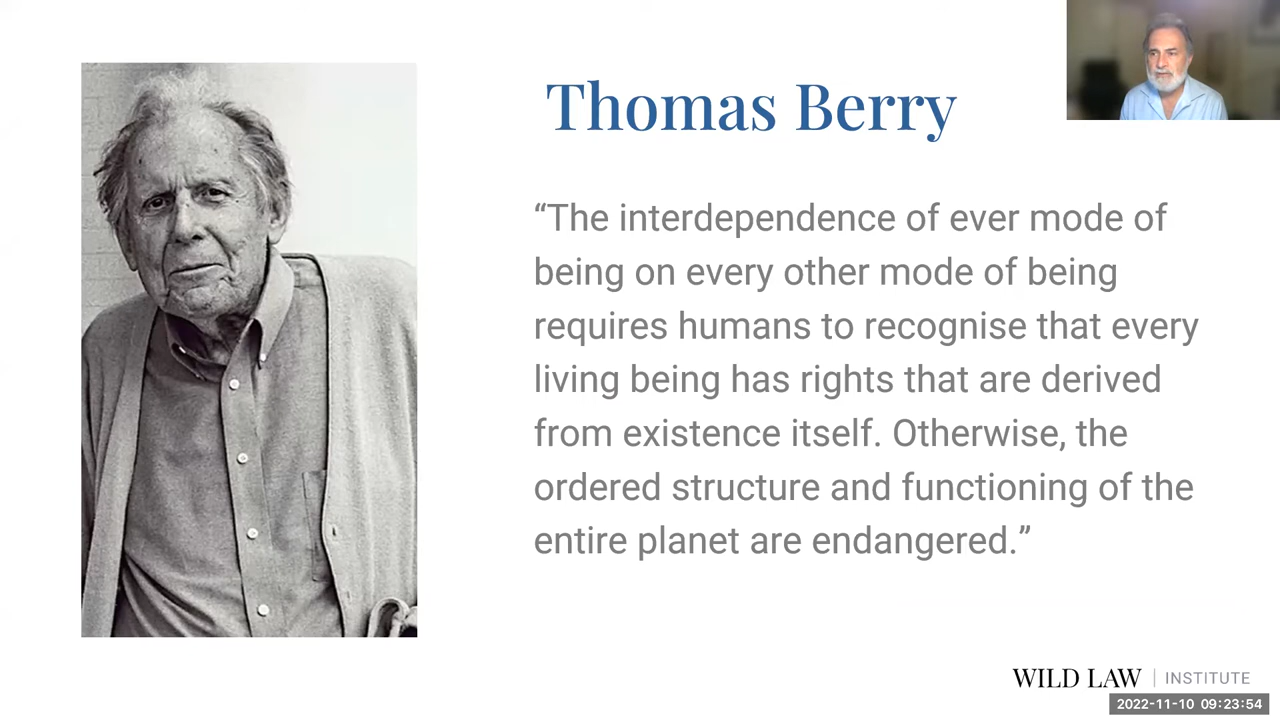 Thomas Berry
“The interdependence of ever mode of
being on every other mode of being
requires humans to recognise that every
living being has rights that are derived
from existence itself. Otherwise, the
ordered structure and functioning of the
entire planet are endangered.”
WILD LAW | INSTITUTE
2022-11-10 09:23:54